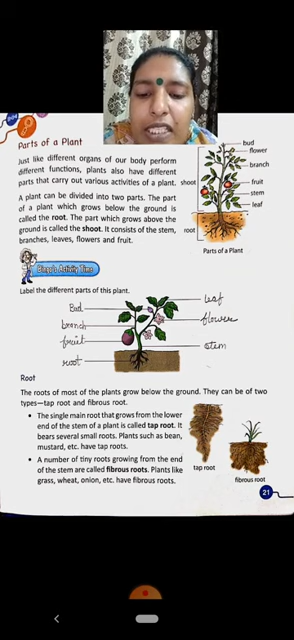 Parts of a Plant
Just like different organs of our body perform
different functions, plants also have different
parts that carry out various activities of a plant.
A plant can be divided into two parts. The part
of a plant which grows below the ground is
called the root. The part which grows above the
ground is called the shoot. It consists of the stem,
branches, leaves, flowers and fruit.
bud
flower
branch
shoot
fruit
stem
leaf
root
Parts of a Plant
Activity Time
Label the different parts of this plant.
Bud
leaf
branch
flower
fruit
stem
root
Root
The roots of most of the plants grow below the ground. They can be of two
types—tap root and fibrous root.
• The single main root that grows from the lower
end of the stem of a plant is called tap root. It
bears several small roots. Plants such as bean,
mustard, etc. have tap roots.
• A number of tiny roots growing from the end
of the stem are called fibrous roots. Plants like
grass, wheat, onion, etc. have fibrous roots.
tap root
fibrous root
21